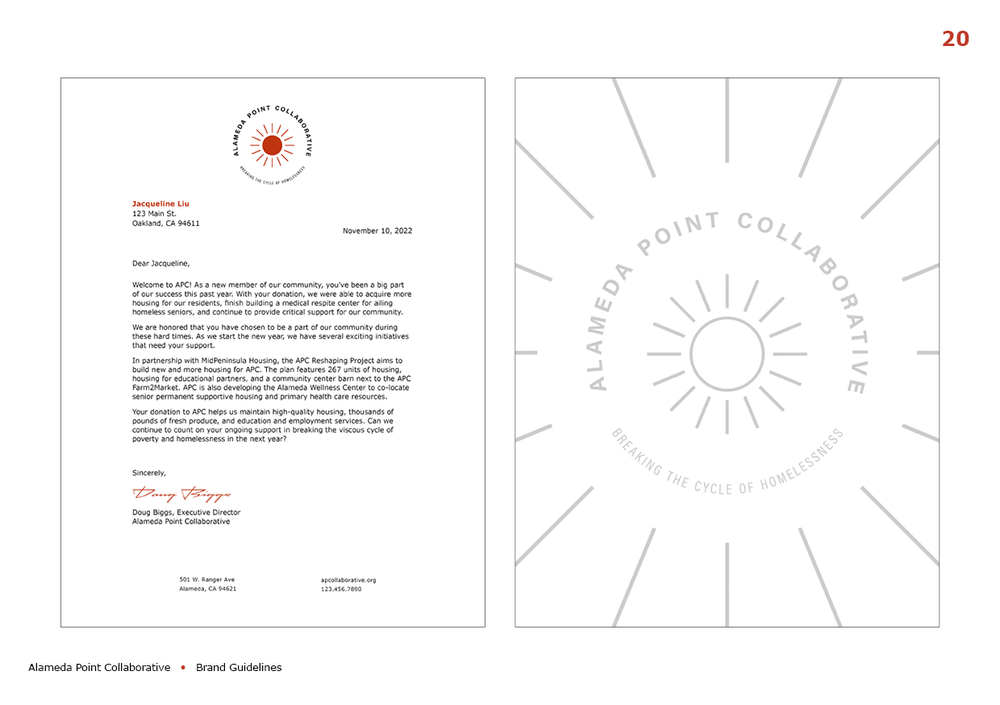 20
ALAMEDA POINT COLLABORATIVE
BREAKING THE CYCLE OF HOMELESSNESS
Jacqueline Liu
123 Main St.
Oakland, CA 94611
November 10, 2022
Dear Jacqueline,
Welcome to APC! As a new member of our community, you've been a big part
of our success this past year. With your donation, we were able to acquire more
housing for our residents, finish building a medical respite center for ailing
homeless seniors, and continue to provide critical support for our community.
We are honored that you have chosen to be a part of our community during
these hard times. As we start the new year, we have several exciting initiatives
that need your support.
In partnership with MidPeninsula Housing, the APC Reshaping Project aims to
build new and more housing for APC. The plan features 267 units of housing,
housing for educational partners, and a community center barn next to the APC
Farm2Market. APC is also developing the Alameda Wellness Center to co-locate
senior permanent supportive housing and primary health care resources.
Your donation to APC helps us maintain high-quality housing, thousands of
pounds of fresh produce, and education and employment services. Can we
continue to count on your ongoing support in breaking the viscous cycle of
poverty and homelessness in the next year?
Sincerely,
Doug Biggs
Doug Biggs, Executive Director
Alameda Point Collaborative
501 W. Ranger Ave
Alameda, CA 94621
apcollaborative.org
123.456.7890
ALAMEDA POINT COLLABORATIVE
BREAKING THE CYCLE OF HOMELESSNESS
Alameda Point Collaborative • Brand Guidelines